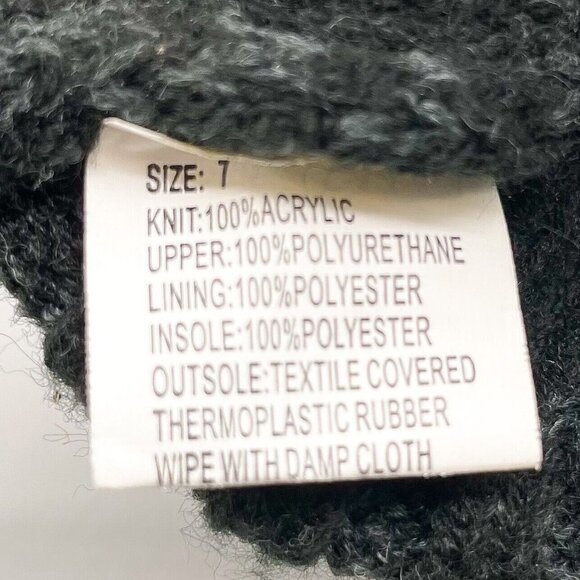 SIZE: 7
KNIT:100%ACRYLIC
UPPER:100%POLYURETHANE
LINING:100%POLYESTER
INSOLE:100%POLYESTER
OUTSOLE:TEXTILE COVERED
THERMOPLASTIC RUBBER
WIPE WITH DAMP CLOTH